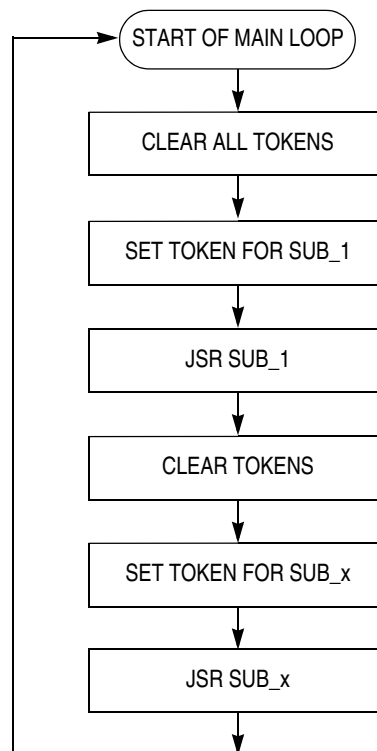 START OF MAIN LOOP
CLEAR ALL TOKENS
SET TOKEN FOR SUB_1
JSR SUB_1
CLEAR TOKENS
SET TOKEN FOR SUB_x
JSR SUB_x